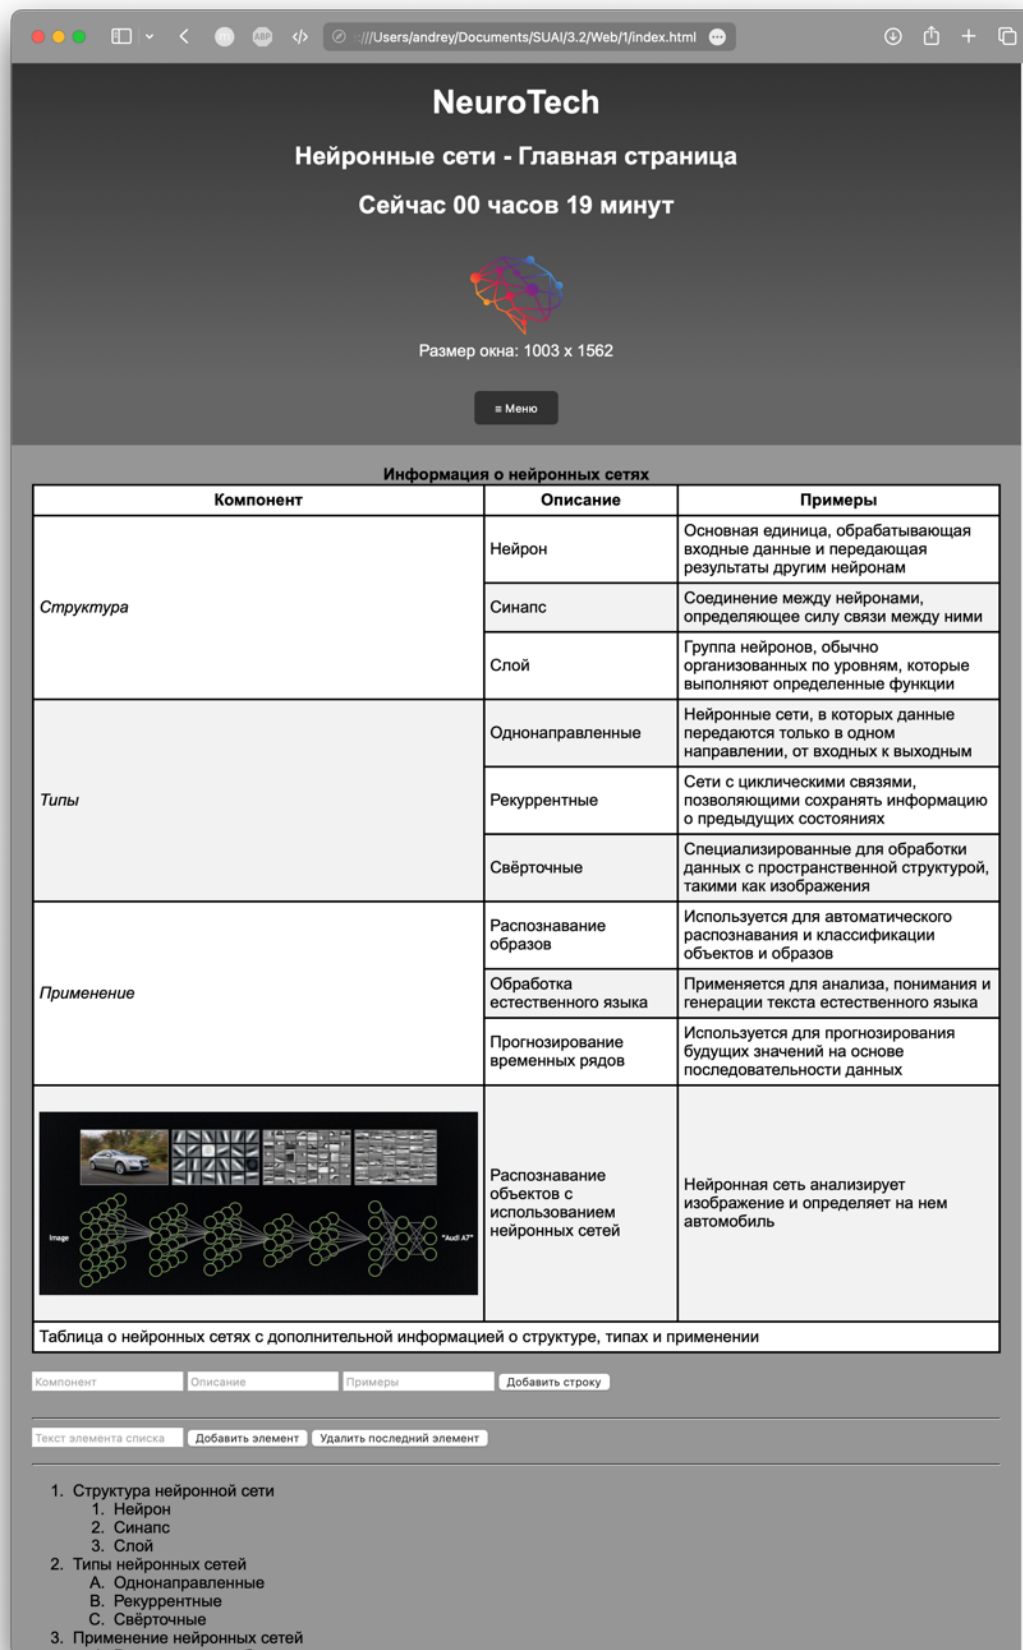 ABP
:///Users/andrey/Documents/SUAI/3.2/Web/1/index.html
NeuroTech
Нейронные сети - Главная страница
Сейчас 00 часов 19 минут
Размер окна: 1003 x 1562
≡ Меню
Информация о нейронных сетях
Компонент Описание Примеры
Структура
Нейрон
Основная единица, обрабатывающая
входные данные и передающая
результаты другим нейронам
Синапс
Соединение между нейронами,
определяющее силу связи между ними
Слой
Группа нейронов, обычно
организованных по уровням, которые
выполняют определенные функции
Типы
Однонаправленные
Нейронные сети, в которых данные
передаются только в одном
направлении, от входных к выходным
Рекуррентные
Сети с циклическими связями,
позволяющими сохранять информацию
о предыдущих состояниях
Свёрточные
Специализированные для обработки
данных с пространственной структурой,
такими как изображения
Применение
Распознавание
образов
Используется для автоматического
распознавания и классификации
объектов и образов
Обработка
естественного языка
Применяется для анализа, понимания и
генерации текста естественного языка
Прогнозирование
временных рядов
Используется для прогнозирования
будущих значений на основе
последовательности данных
Image
"Audi A7"
Распознавание
объектов с
использованием
нейронных сетей
Нейронная сеть анализирует
изображение и определяет на нем
автомобиль
Таблица о нейронных сетях с дополнительной информацией о структуре, типах и применении
Компонент Описание Примеры Добавить строку
Текст элемента списка Добавить элемент Удалить последний элемент
1. Структура нейронной сети
1. Нейрон
2. Синапс
3. Слой
2. Типы нейронных сетей
A. Однонаправленные
B. Рекуррентные
C. Свёрточные
3. Применение нейронных сетей